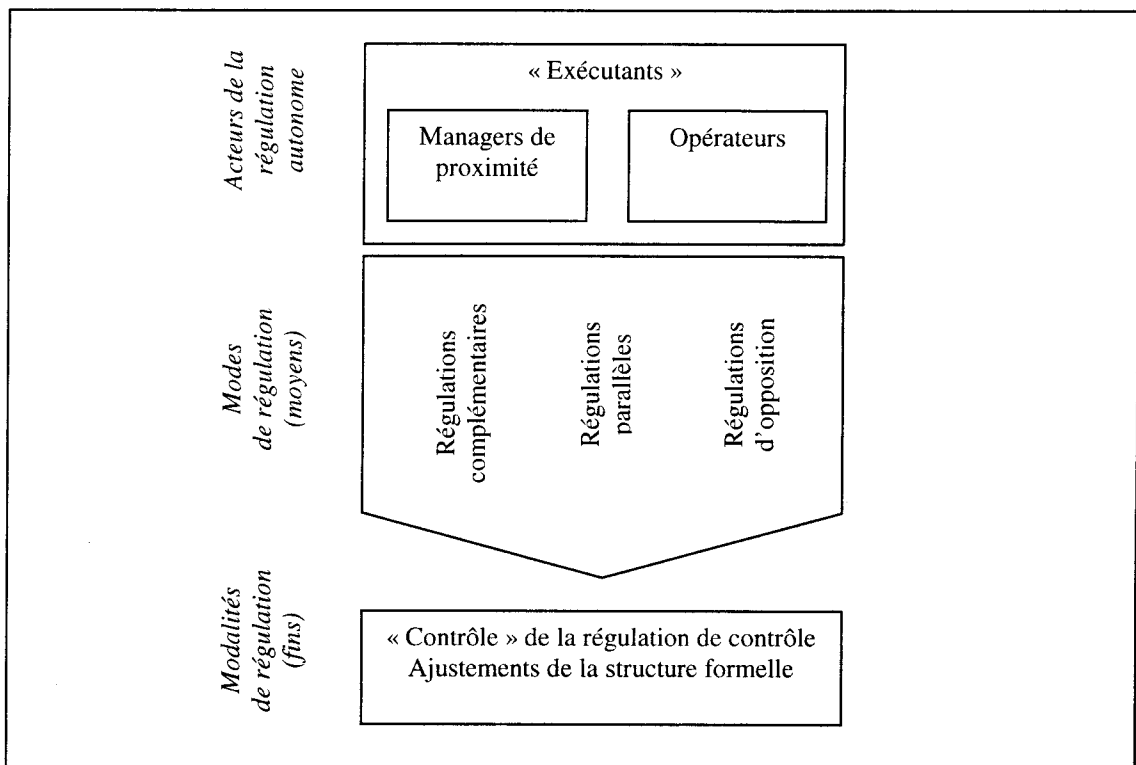 Acteurs de la
régulation
autonome
« Exécutants »
Managers de
proximité
Opérateurs
Modes
de régulation
(moyens)
Régulations
complémentaires
Régulations
parallèles
Régulations
d'opposition
Modalités
de régulation
(fins)
« Contrôle » de la régulation de contrôle
Ajustements de la structure formelle